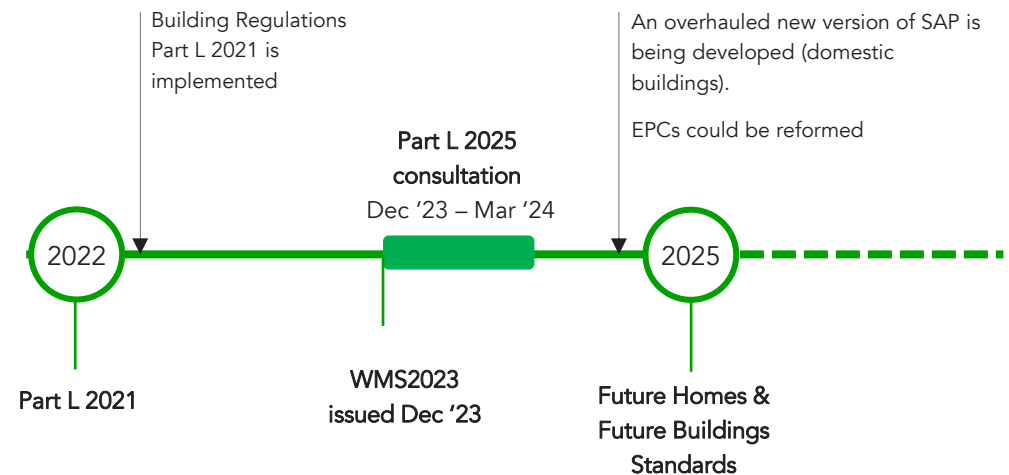 Building Regulations
Part L 2021 is
implemented
An overhauled new version of SAP is
being developed (domestic
buildings).
EPCs could be reformed
Part L 2025
consultation
Dec ‘23 – Mar ‘24
2022
2025
Part L 2021
WMS2023
issued Dec ‘23
Future Homes &
Future Buildings
Standards